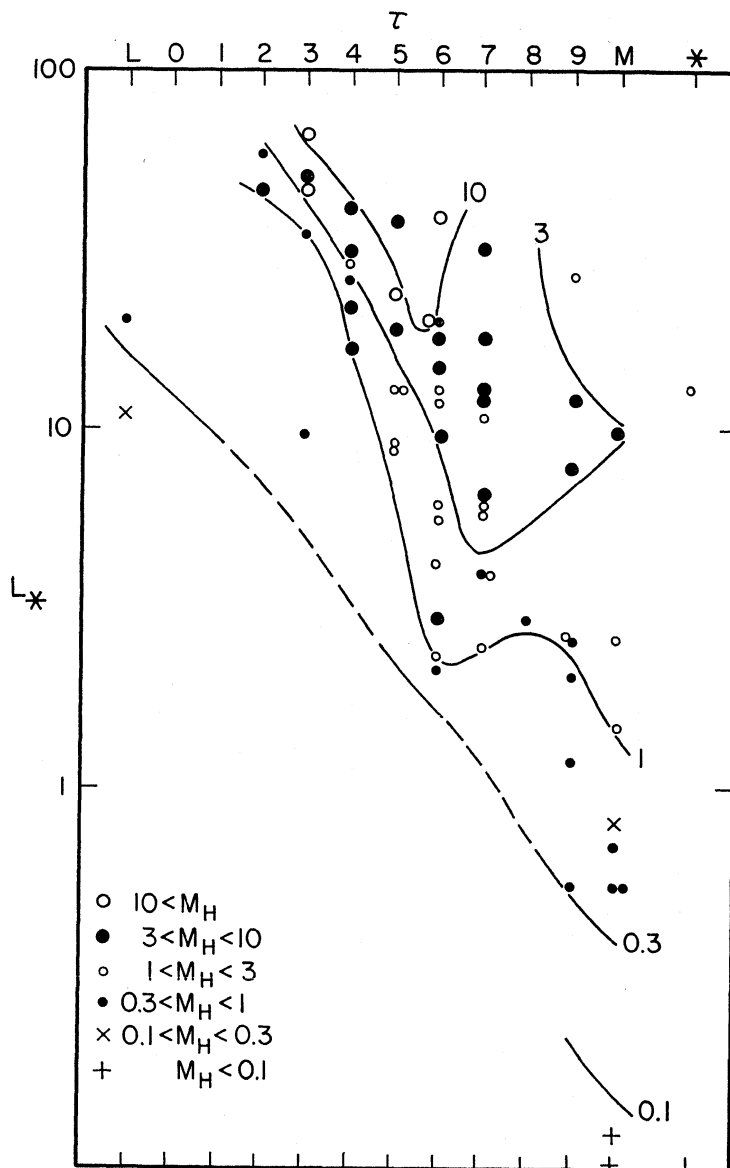 τ
L 0 1 2 3 4 5 6 7 8 9 M *
100
10
3
10
L*
1
1
○ 10<M_H
● 3<M_H<10
○ 1<M_H<3
● 0.3<M_H<1
× 0.1<M_H<0.3
+ M_H<0.1
0.3
0.1